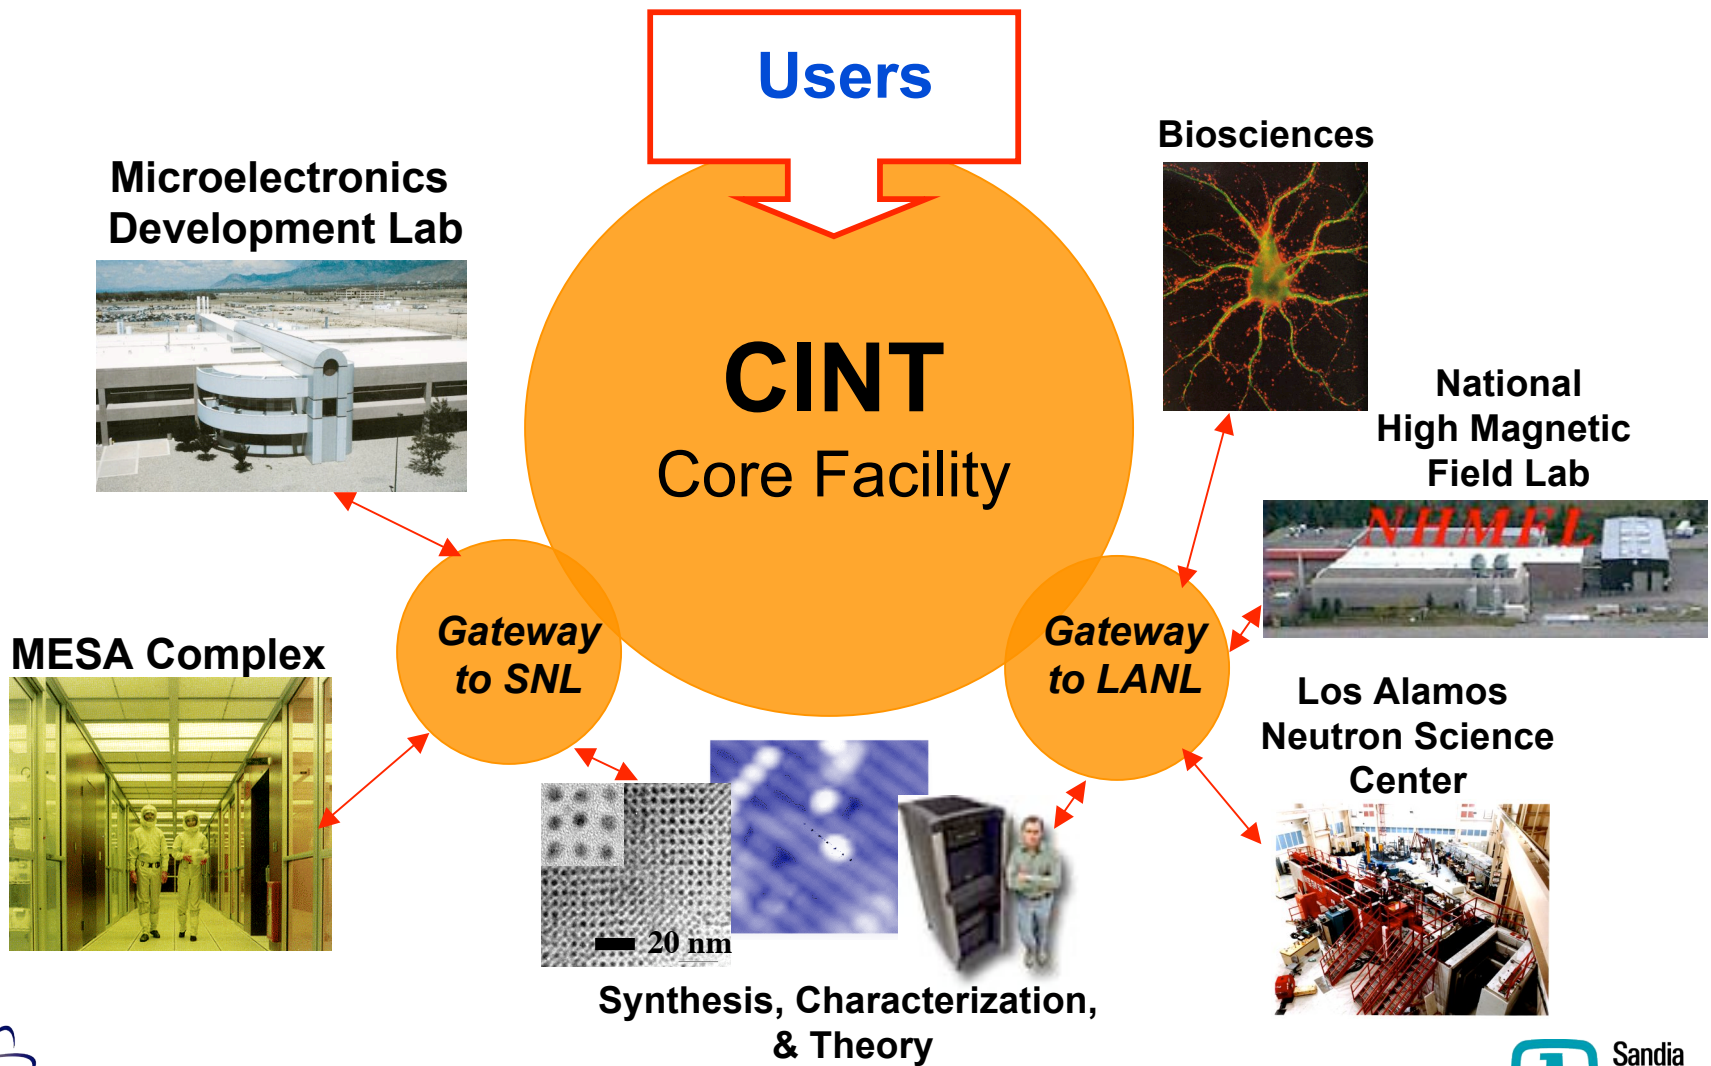 Users
Biosciences
Microelectronics
Development Lab
CINT
Core Facility
National
High Magnetic
Field Lab
NHMFL
Gateway
to SNL
Gateway
to LANL
MESA Complex
Los Alamos
Neutron Science
Center
20 nm
Synthesis, Characterization,
& Theory
Sandia